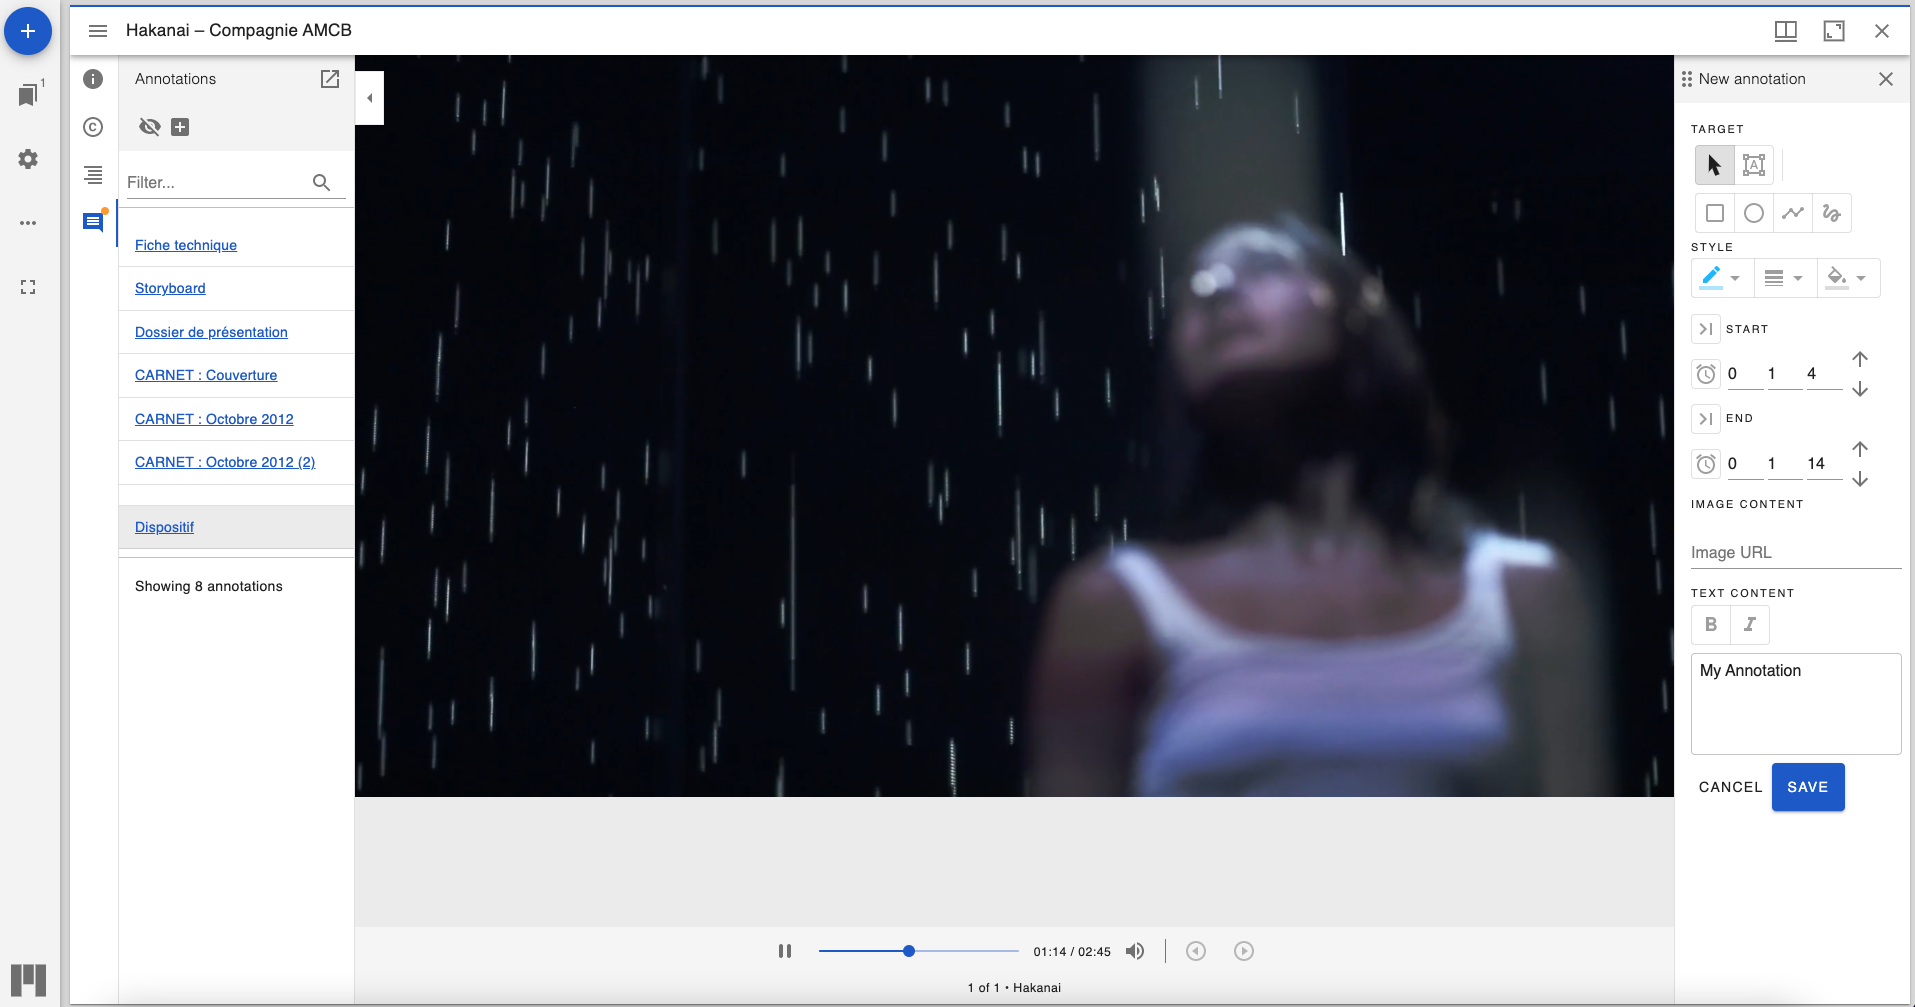 Hakanai – Compagnie AMCB
1
Annotations
Filter...
Fiche technique
Storyboard
Dossier de présentation
CARNET : Couverture
CARNET : Octobre 2012
CARNET : Octobre 2012 (2)
Dispositif
Showing 8 annotations
01:14 / 02:45
1 of 1 • Hakanai
New annotation
TARGET
A
STYLE
START
0 1 4
END
0 1 14
IMAGE CONTENT
Image URL
TEXT CONTENT
B I
My Annotation
CANCEL SAVE